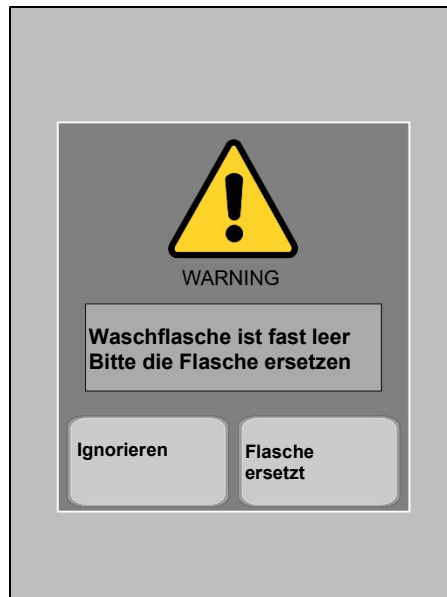 WARNING
Waschflasche ist fast leer
Bitte die Flasche ersetzen
Ignorieren
Flasche
ersetzt